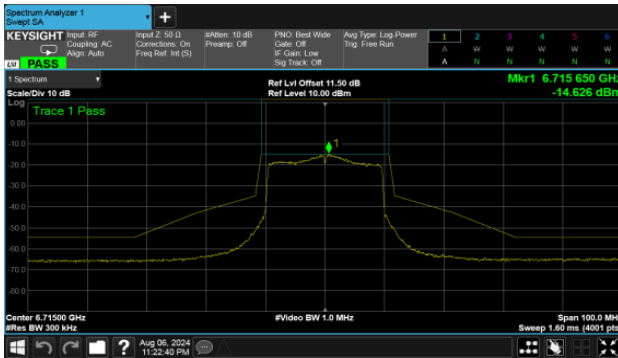 Spectrum Analyzer 1
Swept SA
+
KEYSIGHT
Input: RF
Coupling: AC
Align: Auto
Input Z: 50 Ω
Corrections: On
Freq Ref: Int (S)
#Atten: 10 dB
Preamp: Off
PNO: Best Wide
Gate: Off
IF Gain: Low
Sig Track: Off
Avg Type: Log-Power
Trig: Free Run
1 2 3 4 5 6
A W W W W W
A N N N N N
PASS
1 Spectrum
Scale/Div 10 dB
Ref Lvl Offset 11.50 dB
Ref Level 10.00 dBm
Mkr1 6.715 650 GHz
-14.626 dBm
Log
Trace 1 Pass
1
0.00
-10.0
-20.0
-30.0
-40.0
-50.0
-60.0
-70.0
-80.0
Center 6.71500 GHz
#Res BW 300 kHz
#Video BW 1.0 MHz
Span 100.0 MHz
Sweep 1.60 ms (4001 pts)
?
Aug 06, 2024
11:22:40 PM